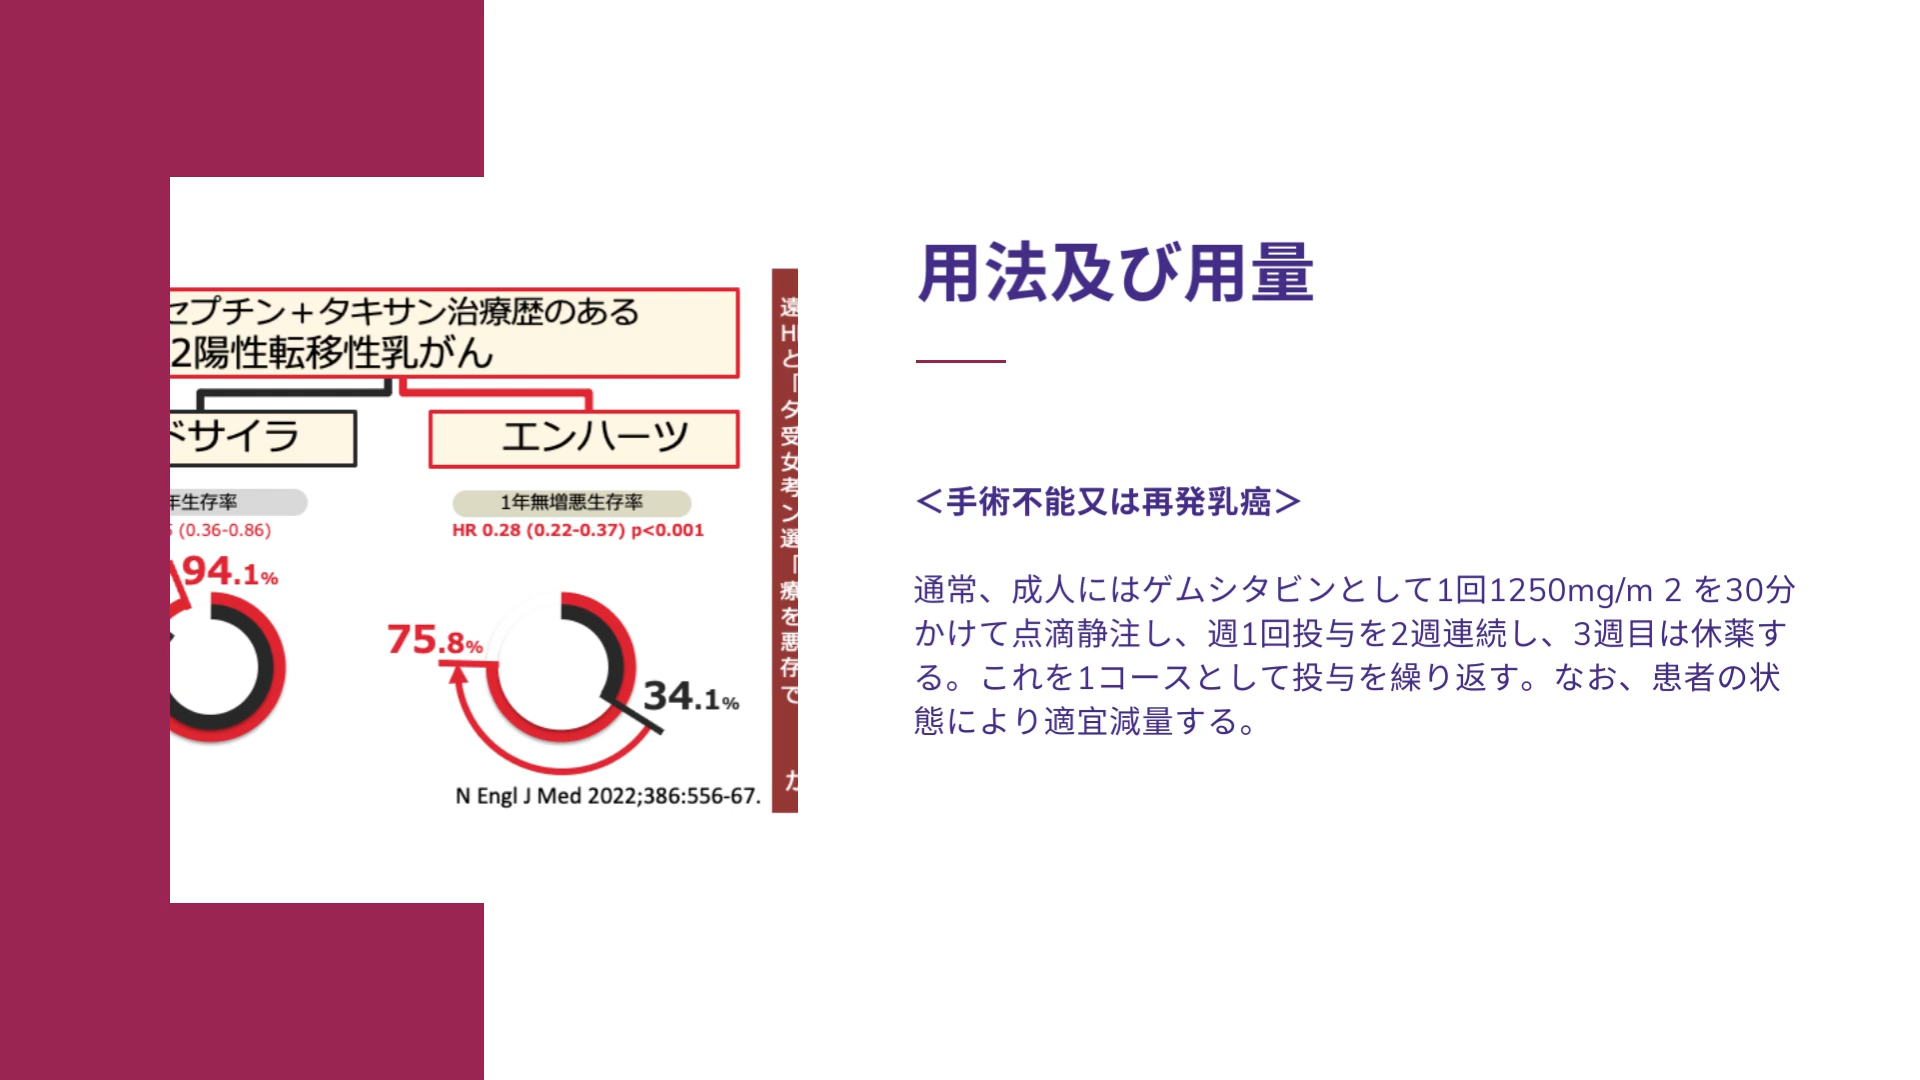 セプチン＋タキサン治療歴のある
2陽性転移性乳がん
ドサイラ
エンハーツ
年生存率
(0.36-0.86)
94.1%
1年無増悪生存率
HR 0.28 (0.22-0.37) p<0.001
75.8%
34.1%
N Engl J Med 2022;386:556-67.
用法及び用量
＜手術不能又は再発乳癌＞
通常、成人にはゲムシタビンとして1回1250mg/m 2 を30分
かけて点滴静注し、週1回投与を2週連続し、3週目は休薬す
る。これを1コースとして投与を繰り返す。なお、患者の状
態により適宜減量する。